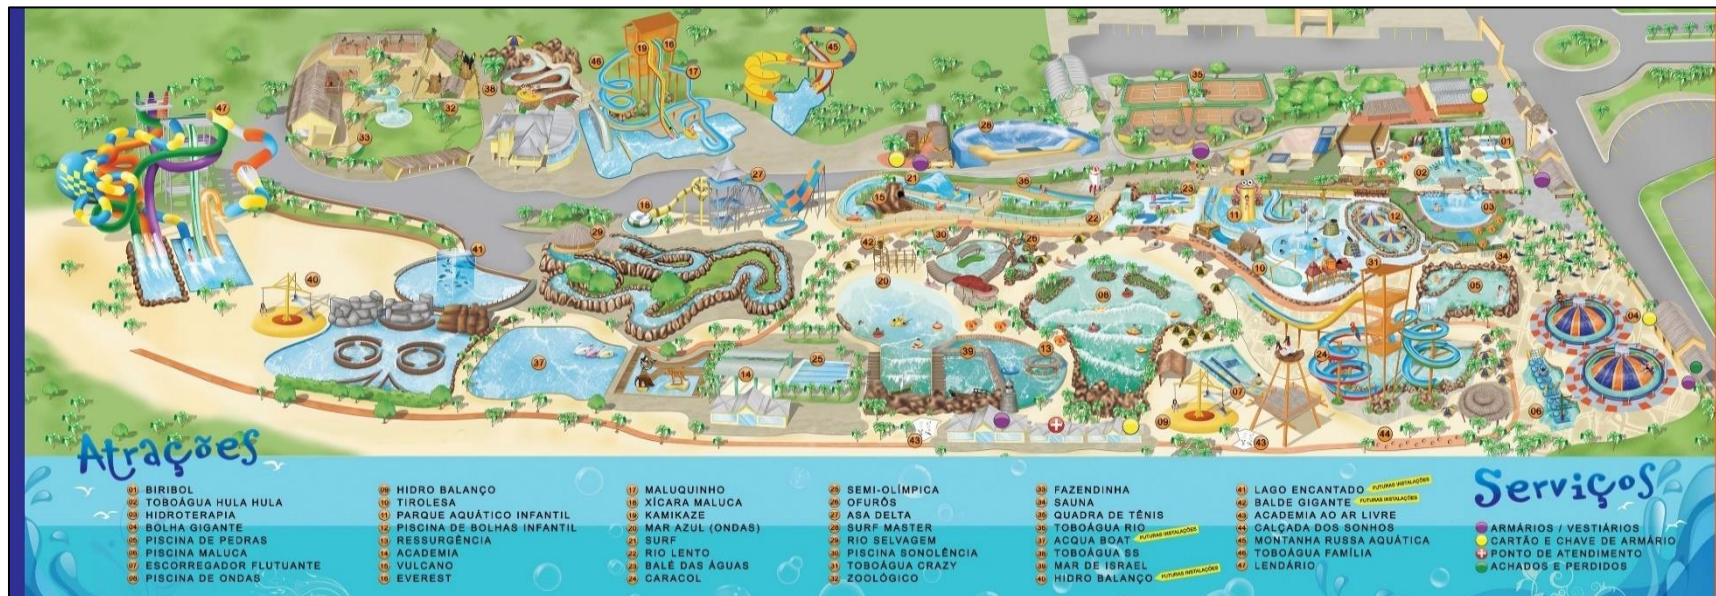 Atrações
01 BIRIBOL
02 TOBOÁGUA HULA HULA
03 HIDROTERAPIA
04 BOLHA GIGANTE
05 PISCINA DE PEDRAS
06 PISCINA MALUCA
07 ESCORREGADOR FLUTUANTE
08 PISCINA DE ONDAS
09 HIDRO BALANÇO
10 TIROLESA
11 PARQUE AQUÁTICO INFANTIL
12 PISCINA DE BOLHAS INFANTIL
13 RESSURGÊNCIA
14 ACADEMIA
15 VULCANO
16 EVEREST
17 MALUQUINHO
18 XÍCARA MALUCA
19 KAMIKAZE
20 MAR AZUL (ONDAS)
21 SURF
22 RIO LENTO
23 BALÉ DAS ÁGUAS
24 CARACOL
25 SEMI-OLÍMPICA
26 OFURÔS
27 ASA DELTA
28 SURF MASTER
29 RIO SELVAGEM
30 PISCINA SONOLÊNCIA
31 TOBOÁGUA CRAZY
32 ZOOLÓGICO
33 FAZENDINHA
34 SAUNA
35 QUADRA DE TÊNIS
36 TOBOÁGUA RIO
37 ACQUA BOAT FUTURAS INSTALAÇÕES
38 TOBOÁGUA SS
39 MAR DE ISRAEL
40 HIDRO BALANÇO FUTURAS INSTALAÇÕES
41 LAGO ENCANTADO FUTURAS INSTALAÇÕES
42 BALDE GIGANTE FUTURAS INSTALAÇÕES
43 ACADEMIA AO AR LIVRE
44 CALÇADA DOS SONHOS
45 MONTANHA RUSSA AQUÁTICA
46 TOBOÁGUA FAMÍLIA
47 LENDÁRIO
Serviços
ARMÁRIOS / VESTIÁRIOS
CARTÃO E CHAVE DE ARMÁRIO
PONTO DE ATENDIMENTO
ACHADOS E PERDIDOS